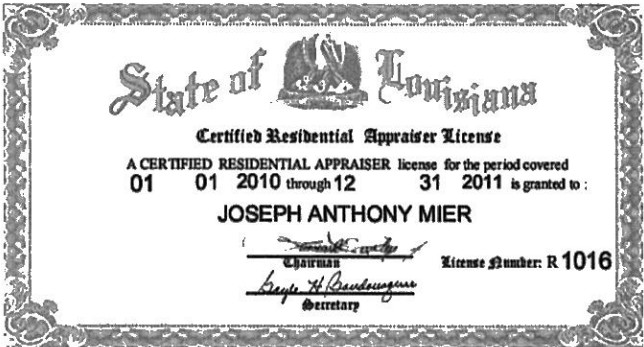 State of Louisiana
Certified Residential Appraiser License
A CERTIFIED RESIDENTIAL APPRAISER license for the period covered
01 01 2010 through 12 31 2011 is granted to :
JOSEPH ANTHONY MIER
Chairman
License Number: R 1016
Secretary